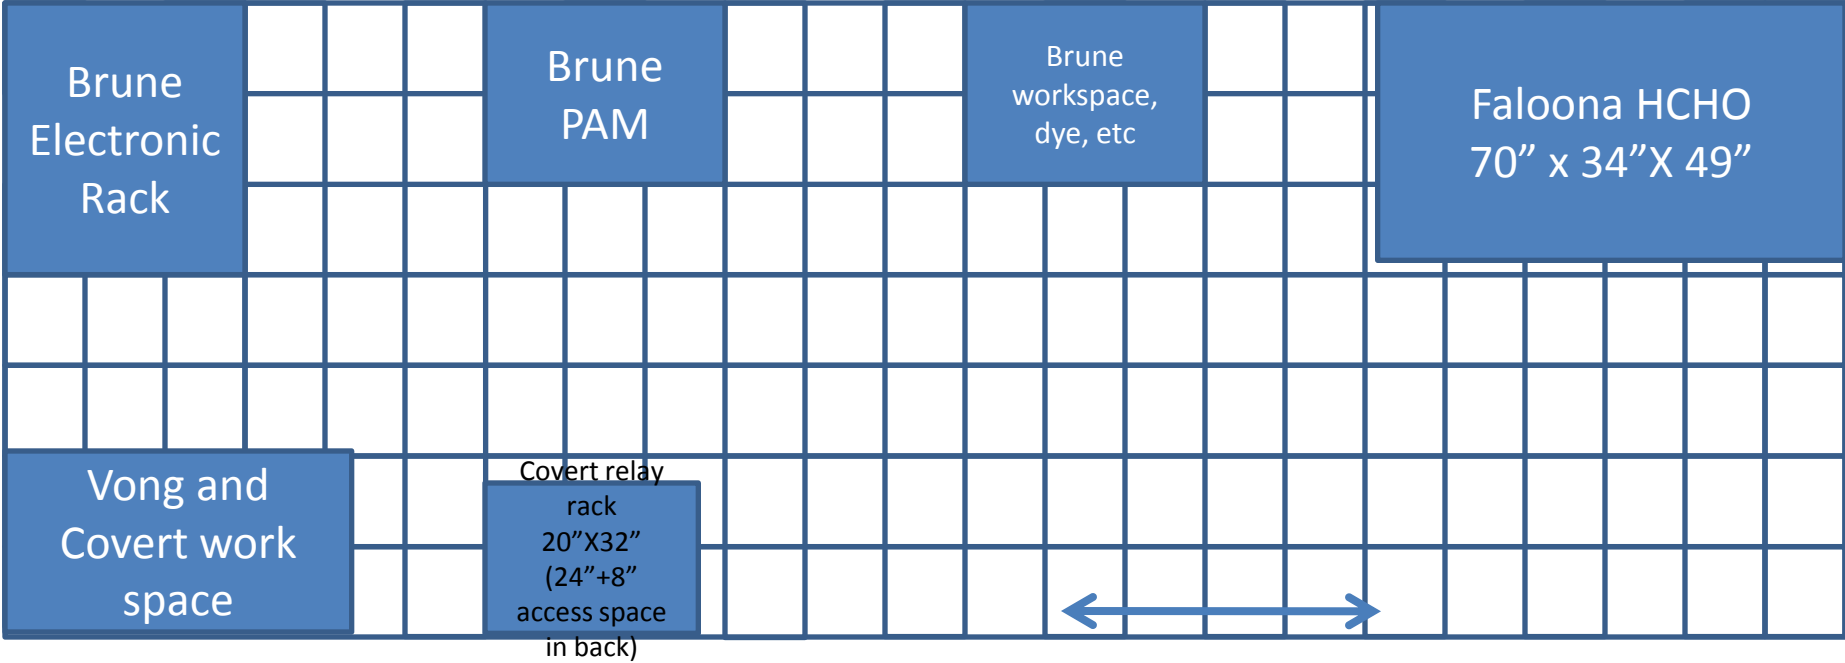 Brune
Electronic
Rack
Brune
PAM
Brune
workspace,
dye, etc
Faloona HCHO
70” x 34”X 49”
Vong and
Covert work
space
Covert relay
rack
20”X32”
(24”+8”
access space
in back)